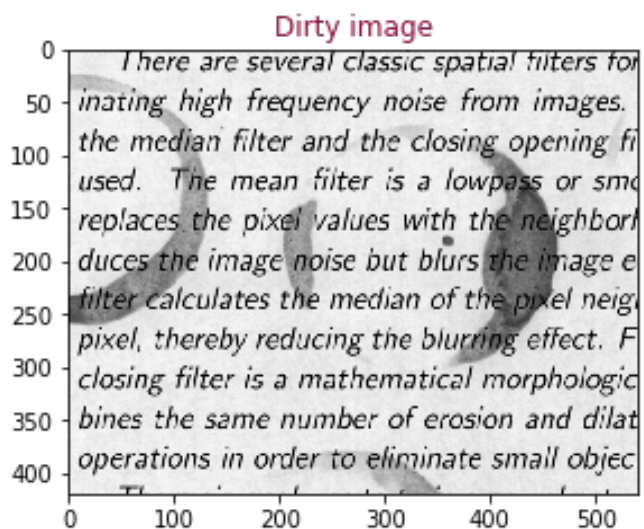 Dirty image
There are several classic spatial filters for
inating high frequency noise from images.
the median filter and the closing opening fi
used. The mean filter is a lowpass or smo
replaces the pixel values with the neighborh
duces the image noise but blurs the image e
filter calculates the median of the pixel neigh
pixel, thereby reducing the blurring effect. F
closing filter is a mathematical morphologic
bines the same number of erosion and dilat
operations in order to eliminate small objec
0
50
100
150
200
250
300
350
400
0 100 200 300 400 500